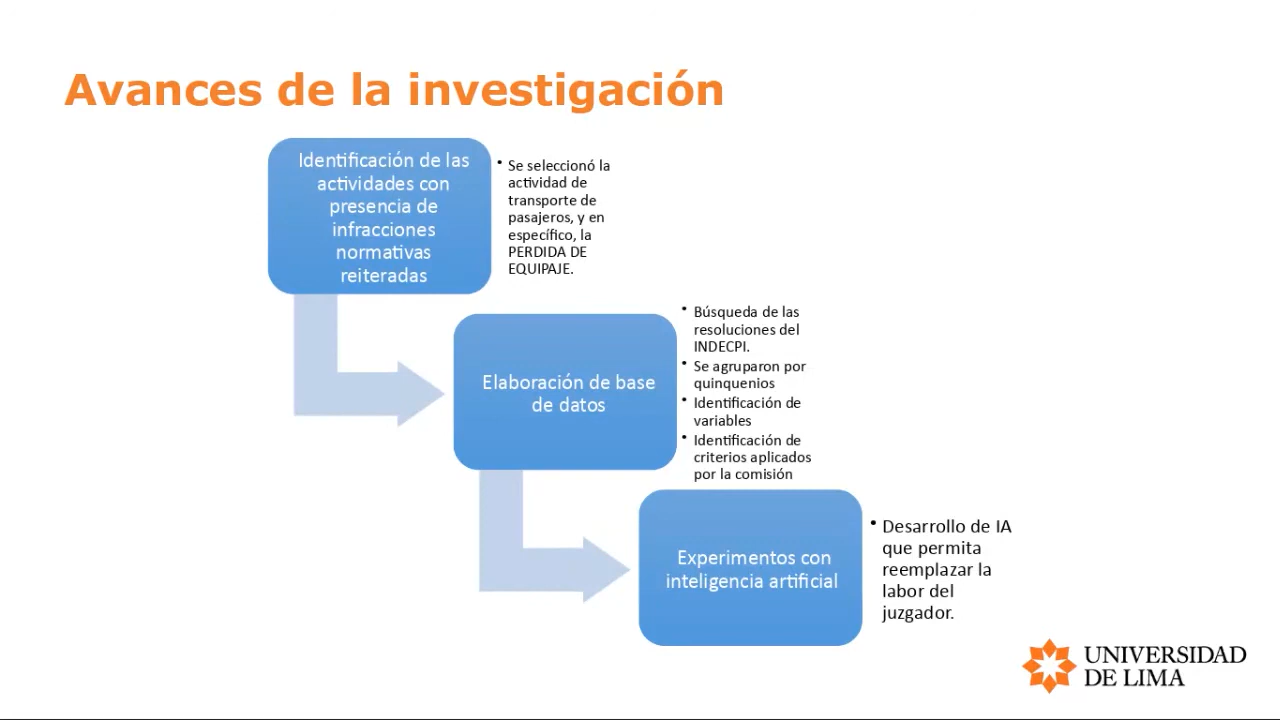 Avances de la investigación
Identificación de las
actividades con
presencia de
infracciones
normativas
reiteradas
• Se seleccionó la
actividad de
transporte de
pasajeros, y en
específico, la
PERDIDA DE
EQUIPAJE.
Elaboración de base
de datos
• Búsqueda de las
resoluciones del
INDECPI.
• Se agruparon por
quinquenios
• Identificación de
variables
• Identificación de
criterios aplicados
por la comisión
Experimentos con
inteligencia artificial
• Desarrollo de IA
que permita
reemplazar la
labor del
juzgador.
UNIVERSIDAD
DE LIMA